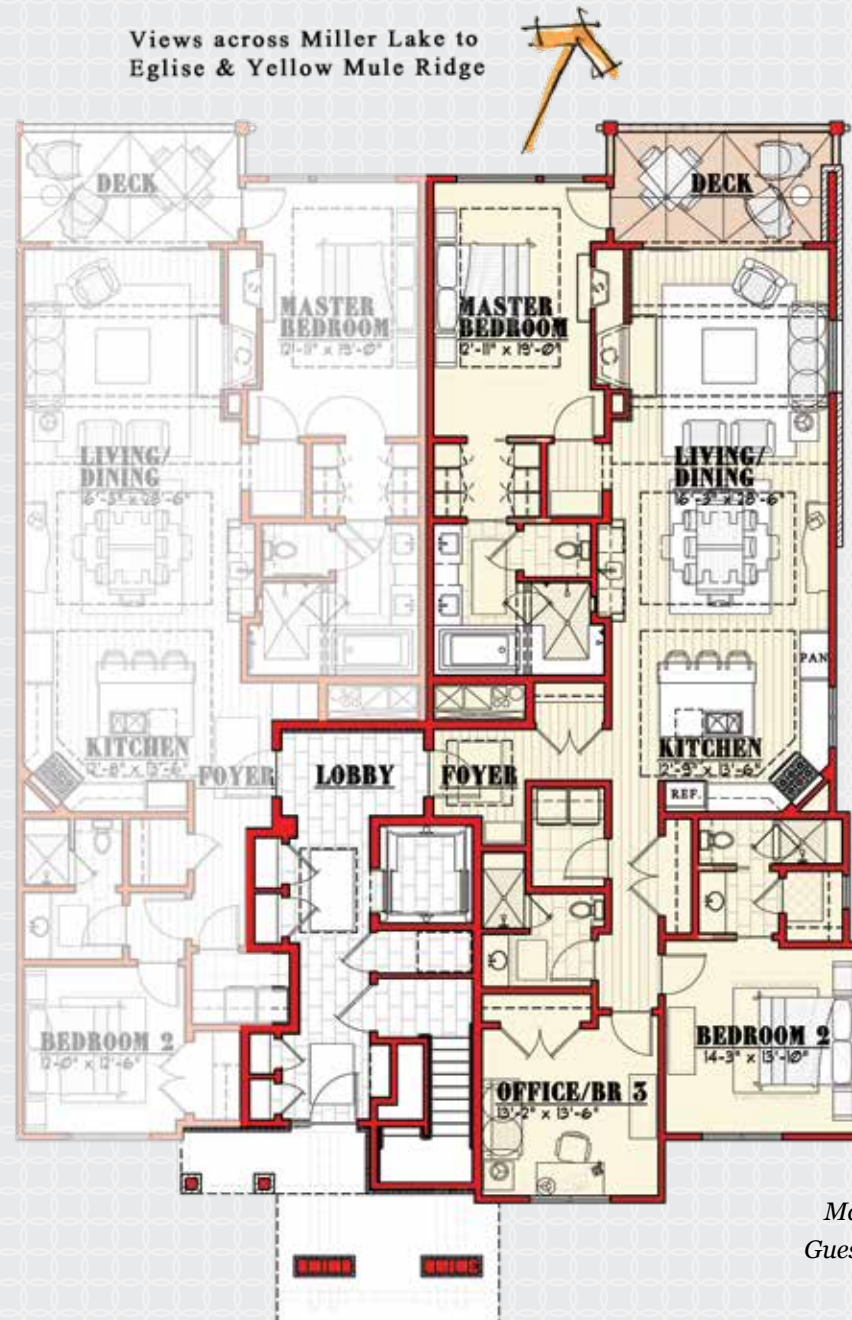 Views across Miller Lake to
Eglise & Yellow Mule Ridge
DECK
DECK
MASTER
BEDROOM
12'-11" x 19'-0"
MASTER
BEDROOM
12'-11" x 19'-0"
LIVING/
DINING
16'-3" x 28'-6"
LIVING/
DINING
16'-3" x 28'-6"
PAN
KITCHEN
12'-8" x 13'-6"
KITCHEN
12'-9" x 13'-6"
FOYER
LOBBY
FOYER
REF.
BEDROOM 2
12'-0" x 12'-6"
BEDROOM 2
14'-3" x 13'-10"
OFFICE/BR 3
13'-2" x 13'-6"
Gues